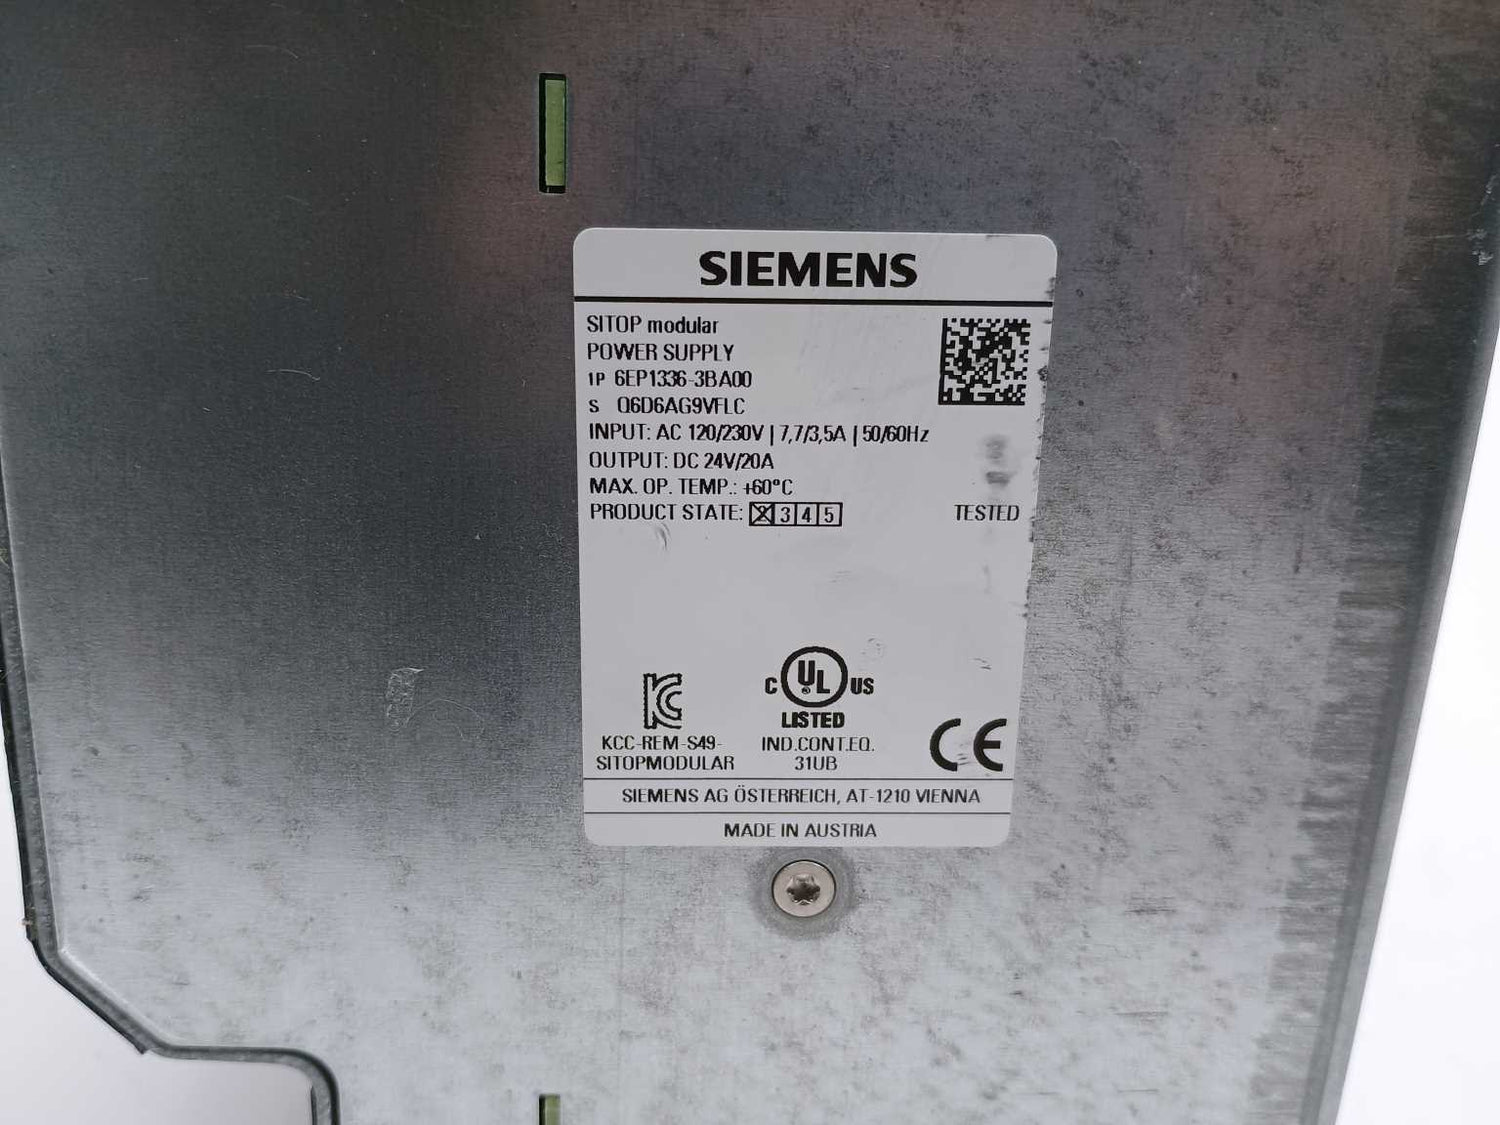 SIEMENS
SITOP modular
POWER SUPPLY
1P 6EP1336-3BA00
S Q6D6AG9VFLC
INPUT: AC 120/230V | 7,7/3,5A | 50/60Hz
OUTPUT: DC 24V/20A
MAX. OP. TEMP.: +60°C
PRODUCT STATE: 2 3 4 5
TESTED
C UL US
LISTED
KCC-REM-S49-
SITOPMODULAR
IND.CONT.EQ.
31UB
CE
SIEMENS AG ÖSTERREICH, AT-1210 VIENNA
MADE IN AUSTRIA